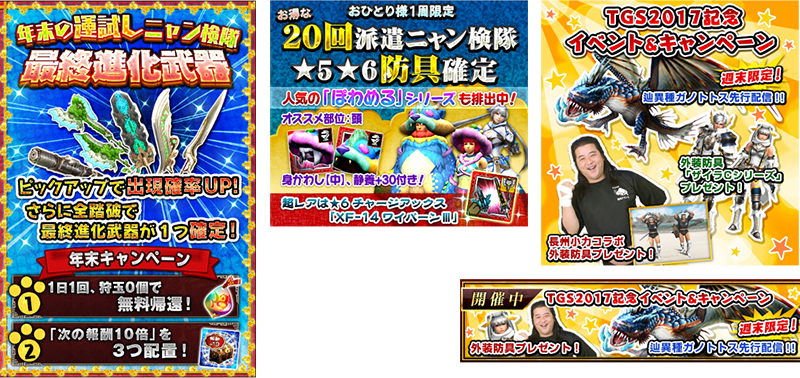 年末の運試しニャン検隊
最終進化武器
ピックアップで出現確率UP!
さらに全踏破で
最終進化武器が1つ確定!
年末キャンペーン
1
1日1回、狩玉0個で
無料帰還!
2
「次の報酬10倍」を
3つ配置!
お得な
おひとり様1周限定
20回派遣ニャン検隊
★5★6防具確定
人気の「ぽわめる」シリーズも排出中!
オススメ部位:頭
身かわし【中】、静養+30付き!
超レアは★6チャージアックス
「XF-14ワイバーンⅢ」
TGS2017記念
イベント&キャンペーン
週末限定!
辿異種ガノトトス先行配信!!
外装防具
「ザイラCシリーズ」
プレゼント!
長州小力コラボ
外装防具プレゼント!
開催中
TGS2017記念イベント&キャンペーン
週末限定!
外装防具プレゼント!
辿異種ガノトトス先行配信!!